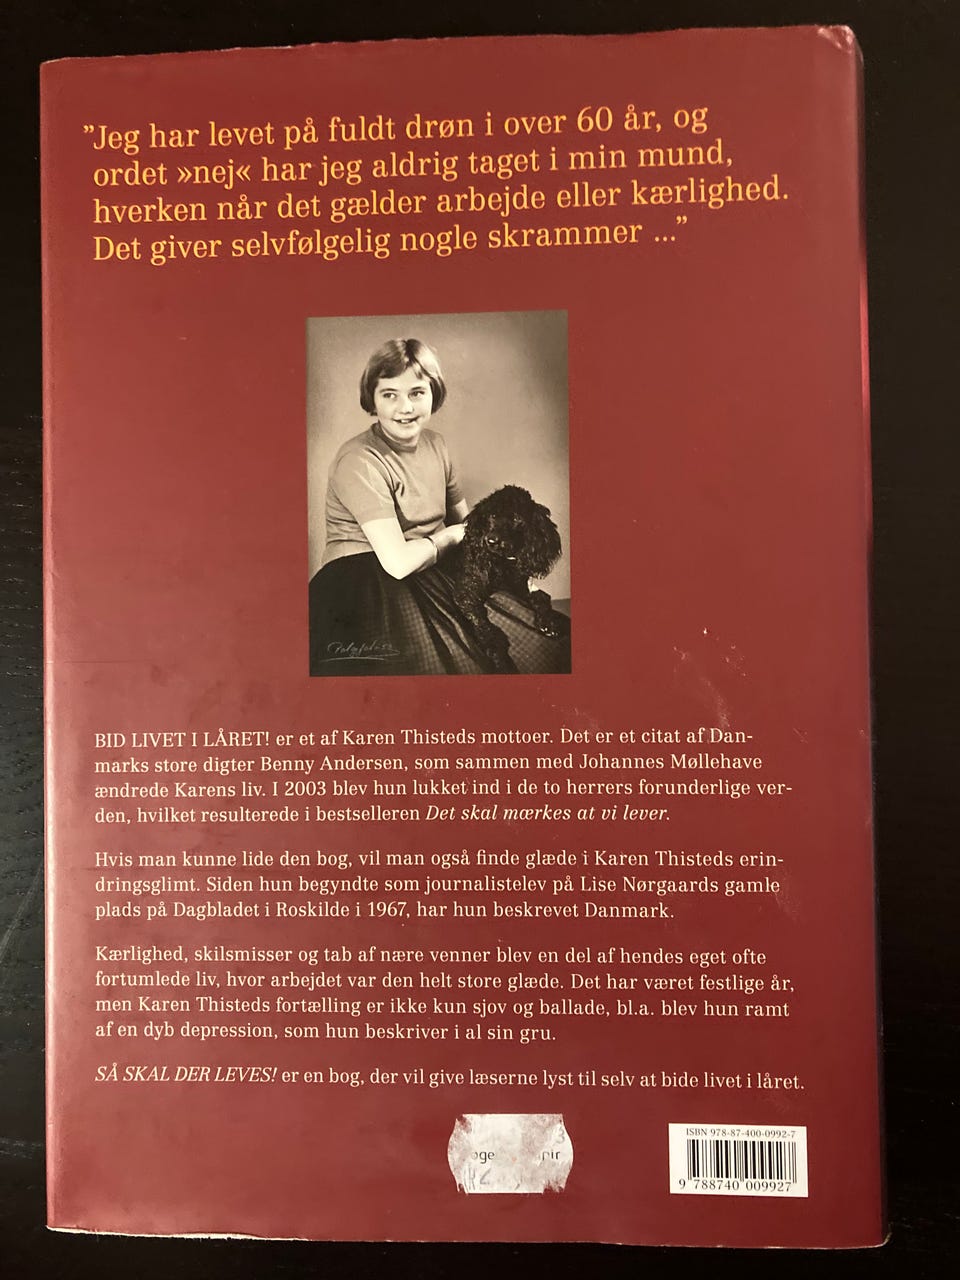 ”Jeg har levet på fuldt drøn i over 60 år, og
ordet »nej« har jeg aldrig taget i min mund,
hverken når det gælder arbejde eller kærlighed.
Det giver selvfølgelig nogle skrammer ...”
BID LIVET I LÅRET! er et af Karen Thisteds mottoer. Det er et citat af Dan-
marks store digter Benny Andersen, som sammen med Johannes Møllehave
ændrede Karens liv. I 2003 blev hun lukket ind i de to herrers forunderlige ver-
den, hvilket resulterede i bestselleren Det skal mærkes at vi lever.
Hvis man kunne lide den bog, vil man også finde glæde i Karen Thisteds erin-
dringsglimt. Siden hun begyndte som journalistelev på Lise Nørgaards gamle
plads på Dagbladet i Roskilde i 1967, har hun beskrevet Danmark.
Kærlighed, skilsmisser og tab af nære venner blev en del af hendes eget ofte
fortumlede liv, hvor arbejdet var den helt store glæde. Det har været festlige år,
men Karen Thisteds fortælling er ikke kun sjov og ballade, bl.a. blev hun ramt
af en dyb depression, som hun beskriver i al sin gru.
SÅ SKAL DER LEVES! er en bog, der vil give læserne lyst til selv at bide livet i låret.
ISBN 978-87-400-0992-7
9 788740 009927